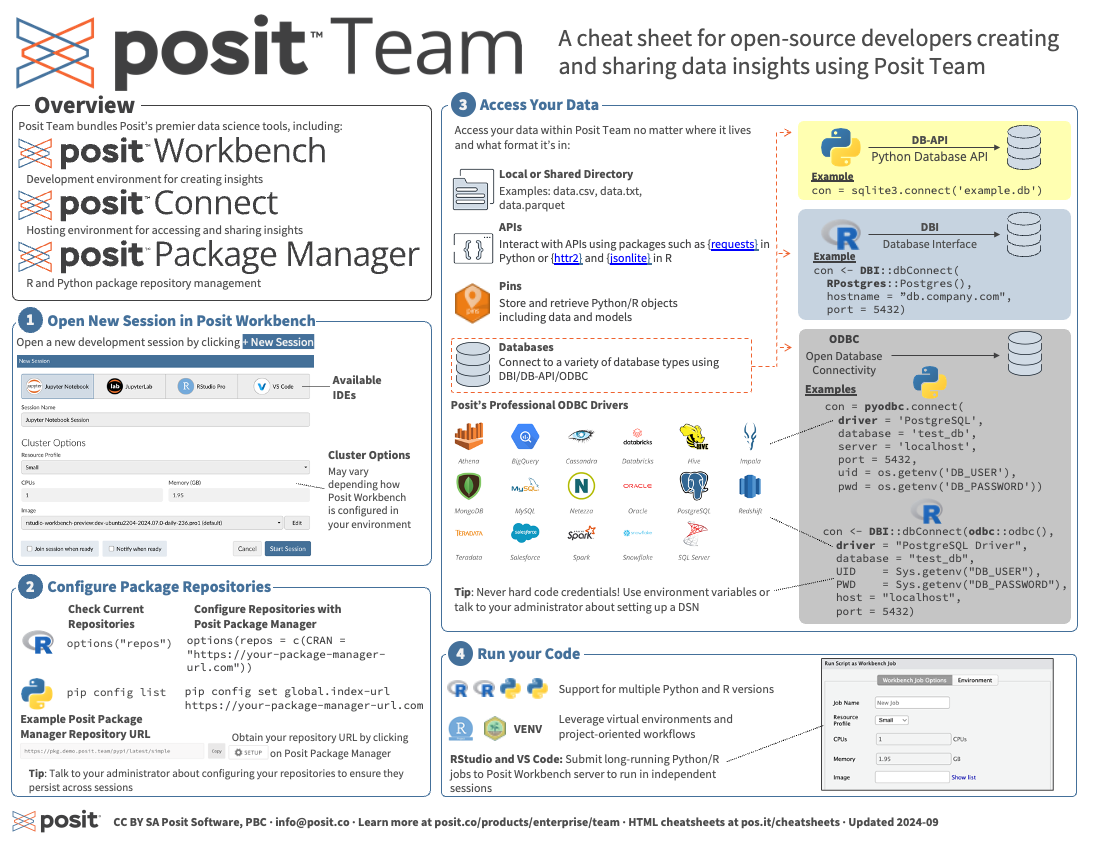 posit™ Team
A cheat sheet for open-source developers creating
and sharing data insights using Posit Team
Overview
Posit Team bundles Posit's premier data science tools, including:
posit™ Workbench
Development environment for creating insights
posit™ Connect
Hosting environment for accessing and sharing insights
posit™ Package Manager
R and Python package repository management
1 Open New Session in Posit Workbench
Open a new development session by clicking + New Session
New Session
jupyter Jupyter Notebook
lab JupyterLab
R RStudio Pro
VS Code
Available
IDEs
Session Name
Jupyter Notebook Session
Cluster Options
Resource Profile
Small
CPUs
Memory (GB)
1
1.95
Image
rstudio-workbench-preview:dev-ubuntu2204-2024.07.0-daily-236.pro1 (default)
Edit
Join session when ready
Notify when ready
Cancel
Start Session
Cluster Options
May vary
depending how
Posit Workbench
is configured in
your environment
2 Configure Package Repositories
Check Current
Repositories
Configure Repositories with
Posit Package Manager
R
options("repos")
options(repos = c(CRAN =
"https://your-package-manager-
url.com"))
pip config list
pip config set global.index-url
https://your-package-manager-url.com
Example Posit Package
Manager Repository URL
https://pkg.demo.posit.team/pypi/latest/simple
Copy
Obtain your repository URL by clicking
SETUP on Posit Package Manager
Tip: Talk to your administrator about configuring your repositories to ensure they
persist across sessions
3 Access Your Data
Access your data within Posit Team no matter where it lives
and what format it's in:
Local or Shared Directory
Examples: data.csv, data.txt,
data.parquet
{ }
APIs
Interact with APIs using packages such as {requests} in
Python or {httr2} and {jsonlite} in R
pins
Pins
Store and retrieve Python/R objects
including data and models
Databases
Connect to a variety of database types using
DBI/DB-API/ODBC
Posit's Professional ODBC Drivers
databricks
HIVE
Athena
BigQuery
Cassandra
Databricks
Hive
Impala
MySQL
N
ORACLE
MongoDB
MySQL
Netezza
Oracle
PostgreSQL
Redshift
TERADATA
salesforce
Spark
snowflake
SQL Server
Teradata
Salesforce
Spark
Snowflake
SQL Server
Tip: Never hard code credentials! Use environment variables or
talk to your administrator about setting up a DSN
DB-API
Python Database API
Example
con = sqlite3.connect('example.db')
R
DBI
Database Interface
Example
con <- DBI::dbConnect(
RPostgres::Postgres(),
hostname = "db.company.com",
port = 5432)
ODBC
Open Database
Connectivity
Examples
con = pyodbc.connect(
driver = 'PostgreSQL',
database = 'test_db',
server = 'localhost',
port = 5432,
uid = os.getenv('DB_USER'),
pwd = os.getenv('DB_PASSWORD'))
R
con <- DBI::dbConnect(odbc::odbc(),
driver = "PostgreSQL Driver",
database = "test_db",
UID    = Sys.getenv("DB_USER"),
PWD    = Sys.getenv("DB_PASSWORD"),
host = "localhost",
port = 5432)
4 Run your Code
R R
Support for multiple Python and R versions
R
VENV
Leverage virtual environments and
project-oriented workflows
RStudio and VS Code: Submit long-running Python/R
jobs to Posit Workbench server to run in independent
sessions
Run Script as Workbench Job
Workbench Job Options
Environment
Job Name
New Job
Resource
Profile
Small
CPUs
1
CPUs
Memory
1.95
GB
Image
Show list
posit™ CC BY SA Posit Software, PBC · info@posit.co · Learn more at posit.co/products/enterprise/team · HTML cheatsheets at pos.it/cheatsheets · Updated 2024-09